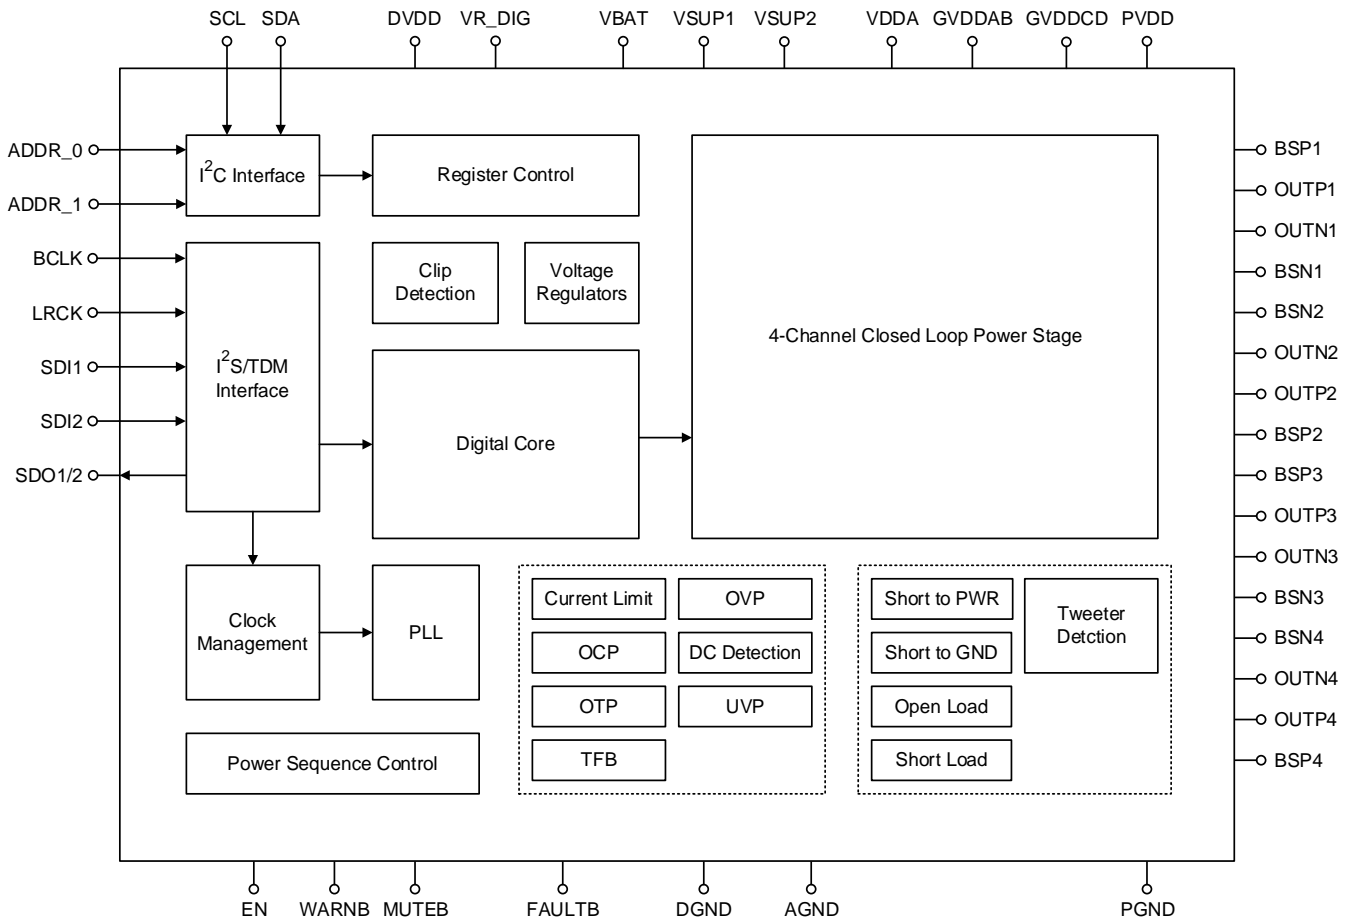 SCL
SDA
DVDD
VR_DIG
VBAT
VSUP1
VSUP2
VDDA
GVDDAB
GVDDCD
PVDD
ADDR_0
ADDR_1
BCLK
LRCK
SDI1
SDI2
SDO1/2
I²C Interface
Register Control
I²S/TDM
Interface
Clip
Detection
Voltage
Regulators
Digital Core
4-Channel Closed Loop Power Stage
Clock
Management
PLL
Power Sequence Control
Current Limit
OVP
OCP
DC Detection
OTP
UVP
TFB
Short to PWR
Short to GND
Open Load
Short Load
Tweeter
Detction
BSP1
OUTP1
OUTN1
BSN1
BSN2
OUTN2
OUTP2
BSP2
BSP3
OUTP3
OUTN3
BSN3
BSN4
OUTN4
OUTP4
BSP4
EN
WARNB
MUTEB
FAULTB
DGND
AGND
PGND